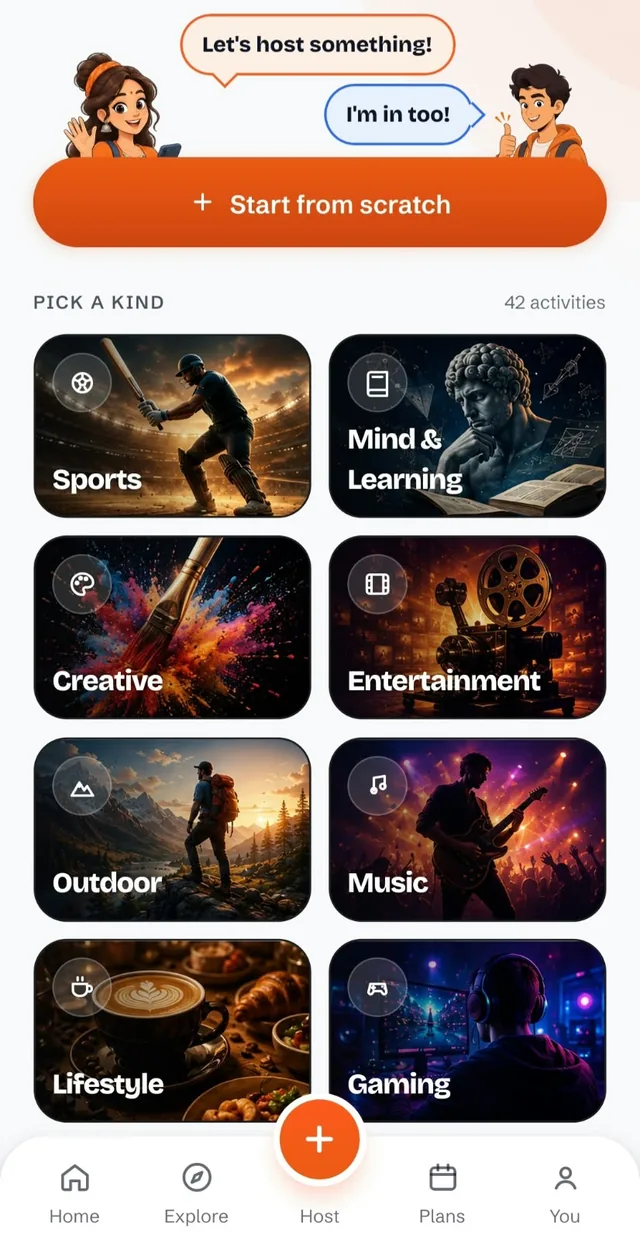 Let's host something!
I'm in too!
+ Start from scratch
PICK A KIND
42 activities
Sports
Mind &
Learning
Creative
Entertainment
Outdoor
Music
Lifestyle
Gaming
Home
Explore
Host
Plans
You